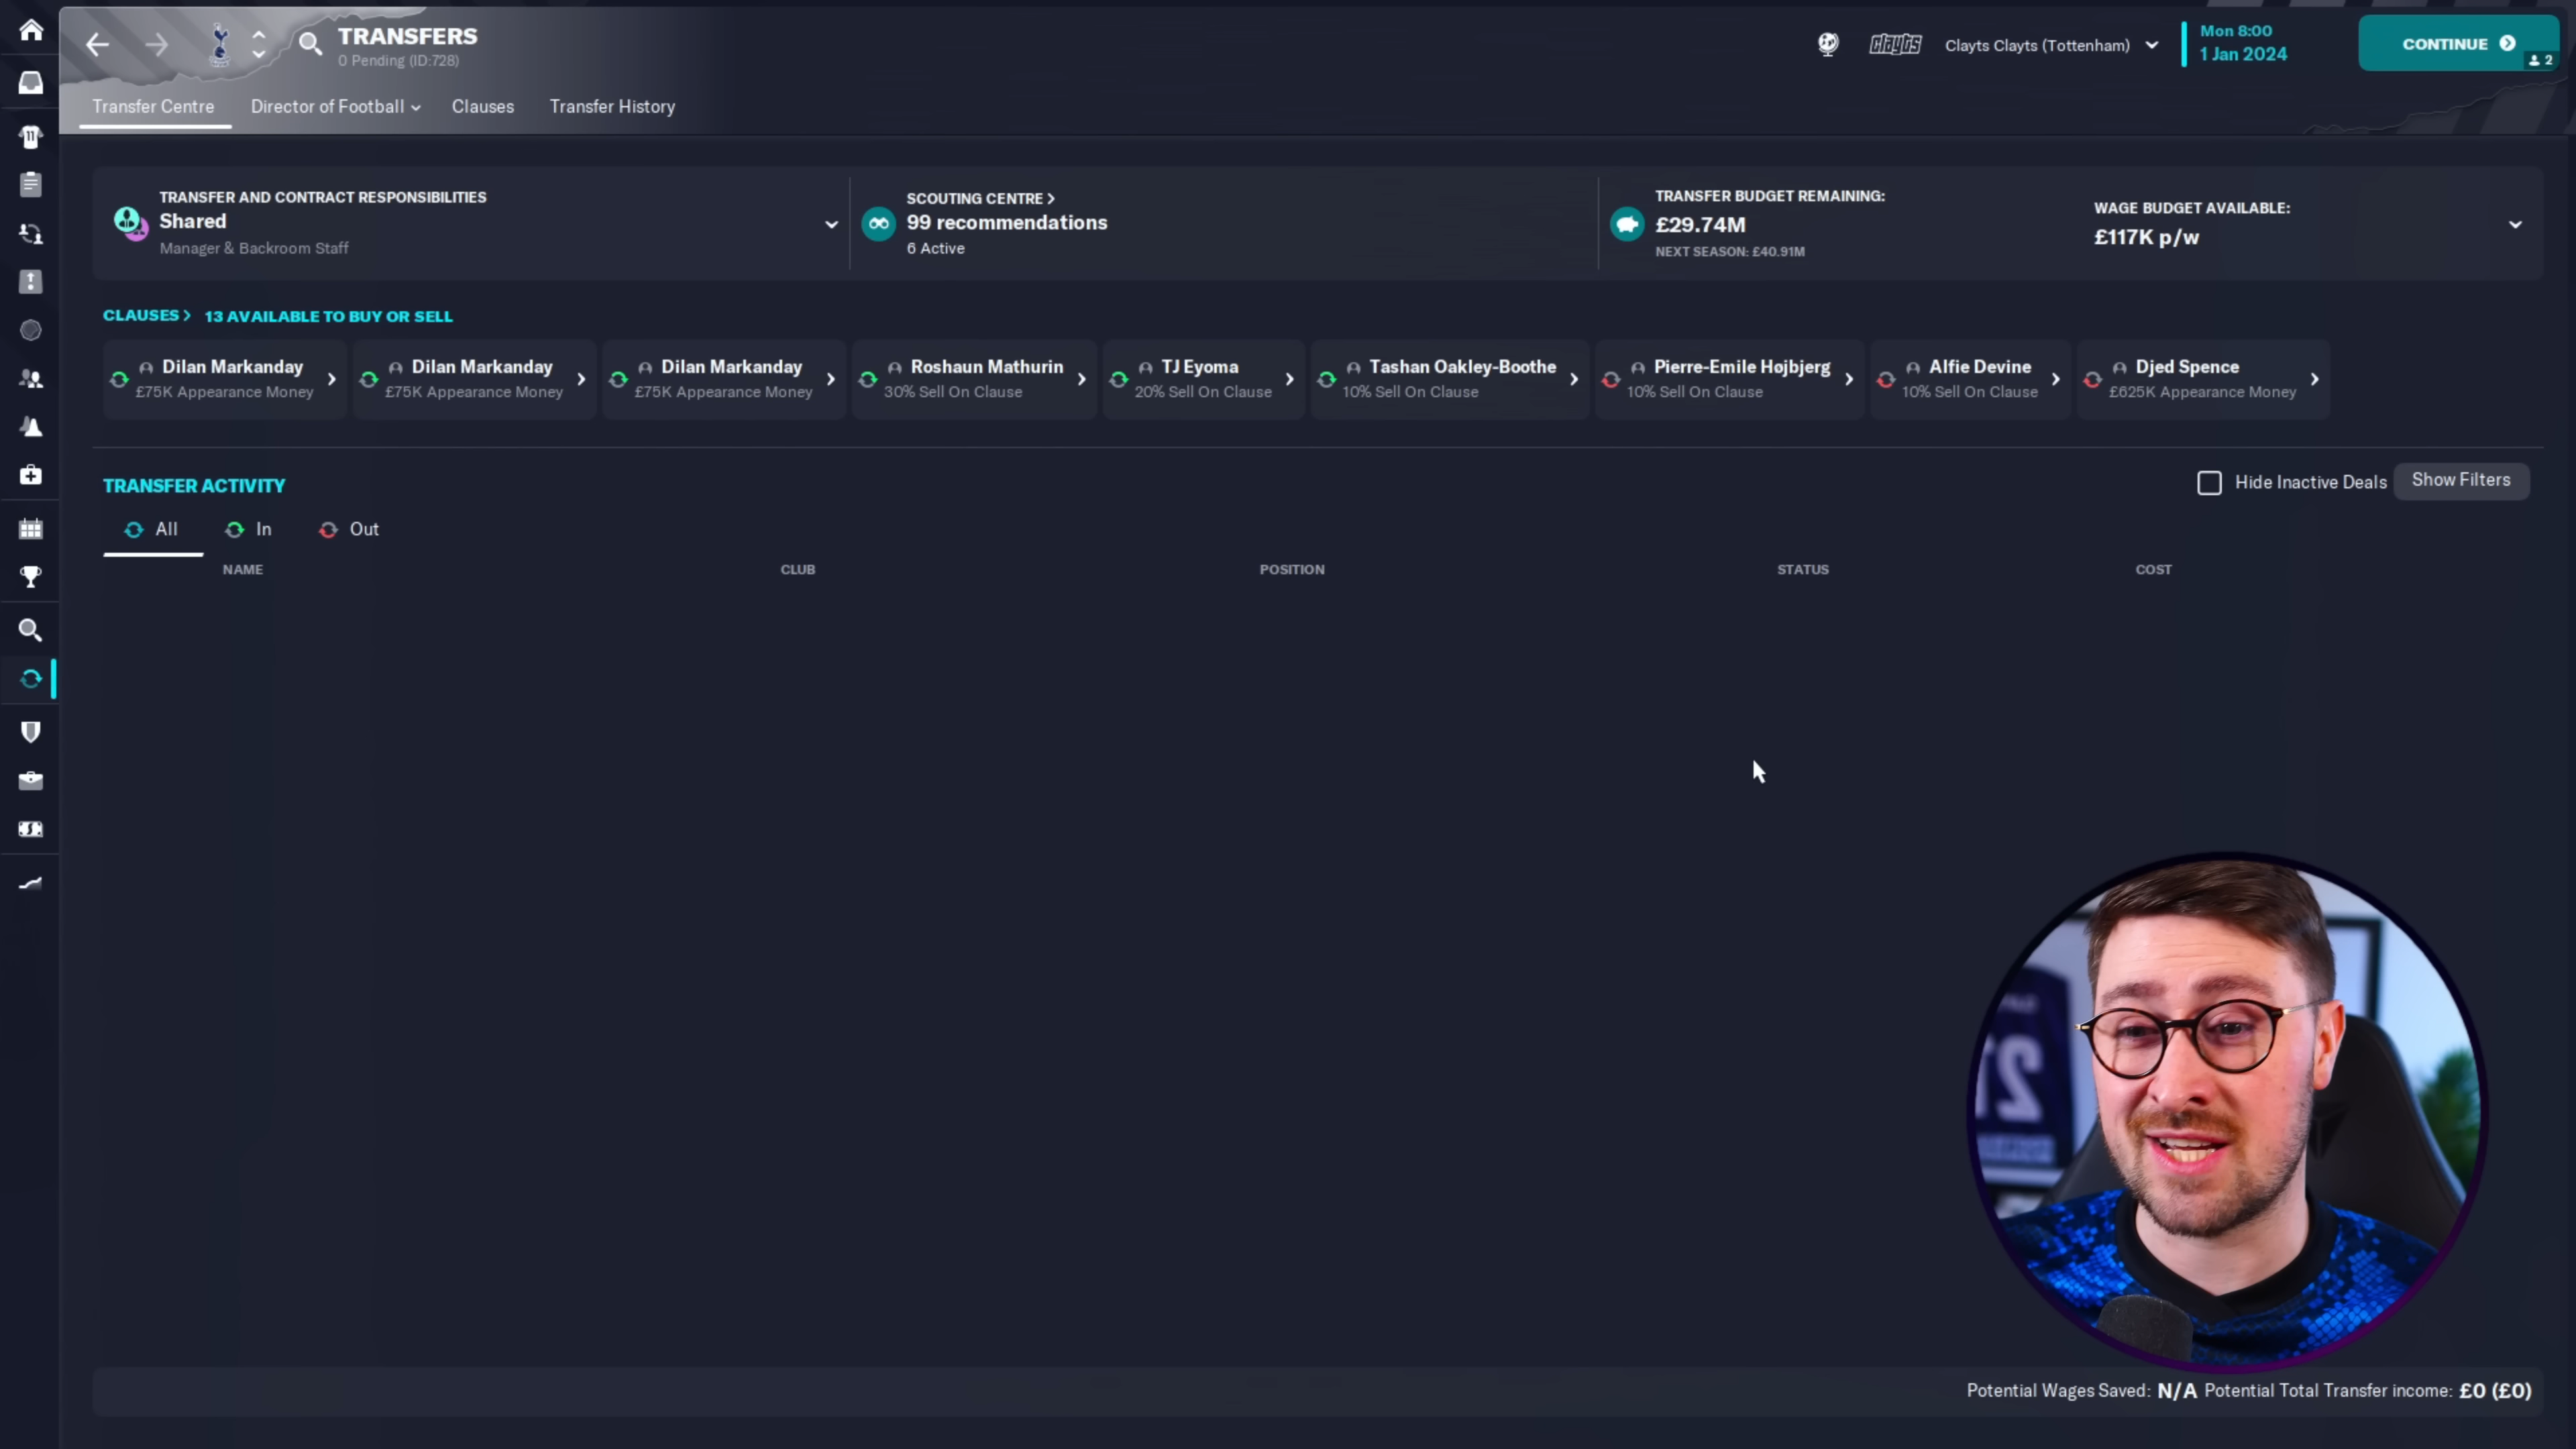 TRANSFERS
0 Pending (ID:728)
clayts
Clayts Clayts (Tottenham)
Mon 8:00
1 Jan 2024
CONTINUE
2
Transfer Centre
Director of Football
Clauses
Transfer History
11
TRANSFER AND CONTRACT RESPONSIBILITIES
Shared
Manager & Backroom Staff
SCOUTING CENTRE >
99 recommendations
6 Active
TRANSFER BUDGET REMAINING:
£29.74M
NEXT SEASON: £40.91M
WAGE BUDGET AVAILABLE:
£117K p/w
CLAUSES > 13 AVAILABLE TO BUY OR SELL
Dilan Markanday
£75K Appearance Money
Dilan Markanday
£75K Appearance Money
Dilan Markanday
£75K Appearance Money
Roshaun Mathurin
30% Sell On Clause
TJ Eyoma
20% Sell On Clause
Tashan Oakley-Boothe
10% Sell On Clause
Pierre-Emile Hojbjerg
10% Sell On Clause
Alfie Devine
10% Sell On Clause
Djed Spence
£625K Appearance Money
TRANSFER ACTIVITY
Hide Inactive Deals
Show Filters
All
In
Out
NAME
CLUB
POSITION
STATUS
COST
Potential Wages Saved: N/A Potential Total Transfer income: £0 (£0)